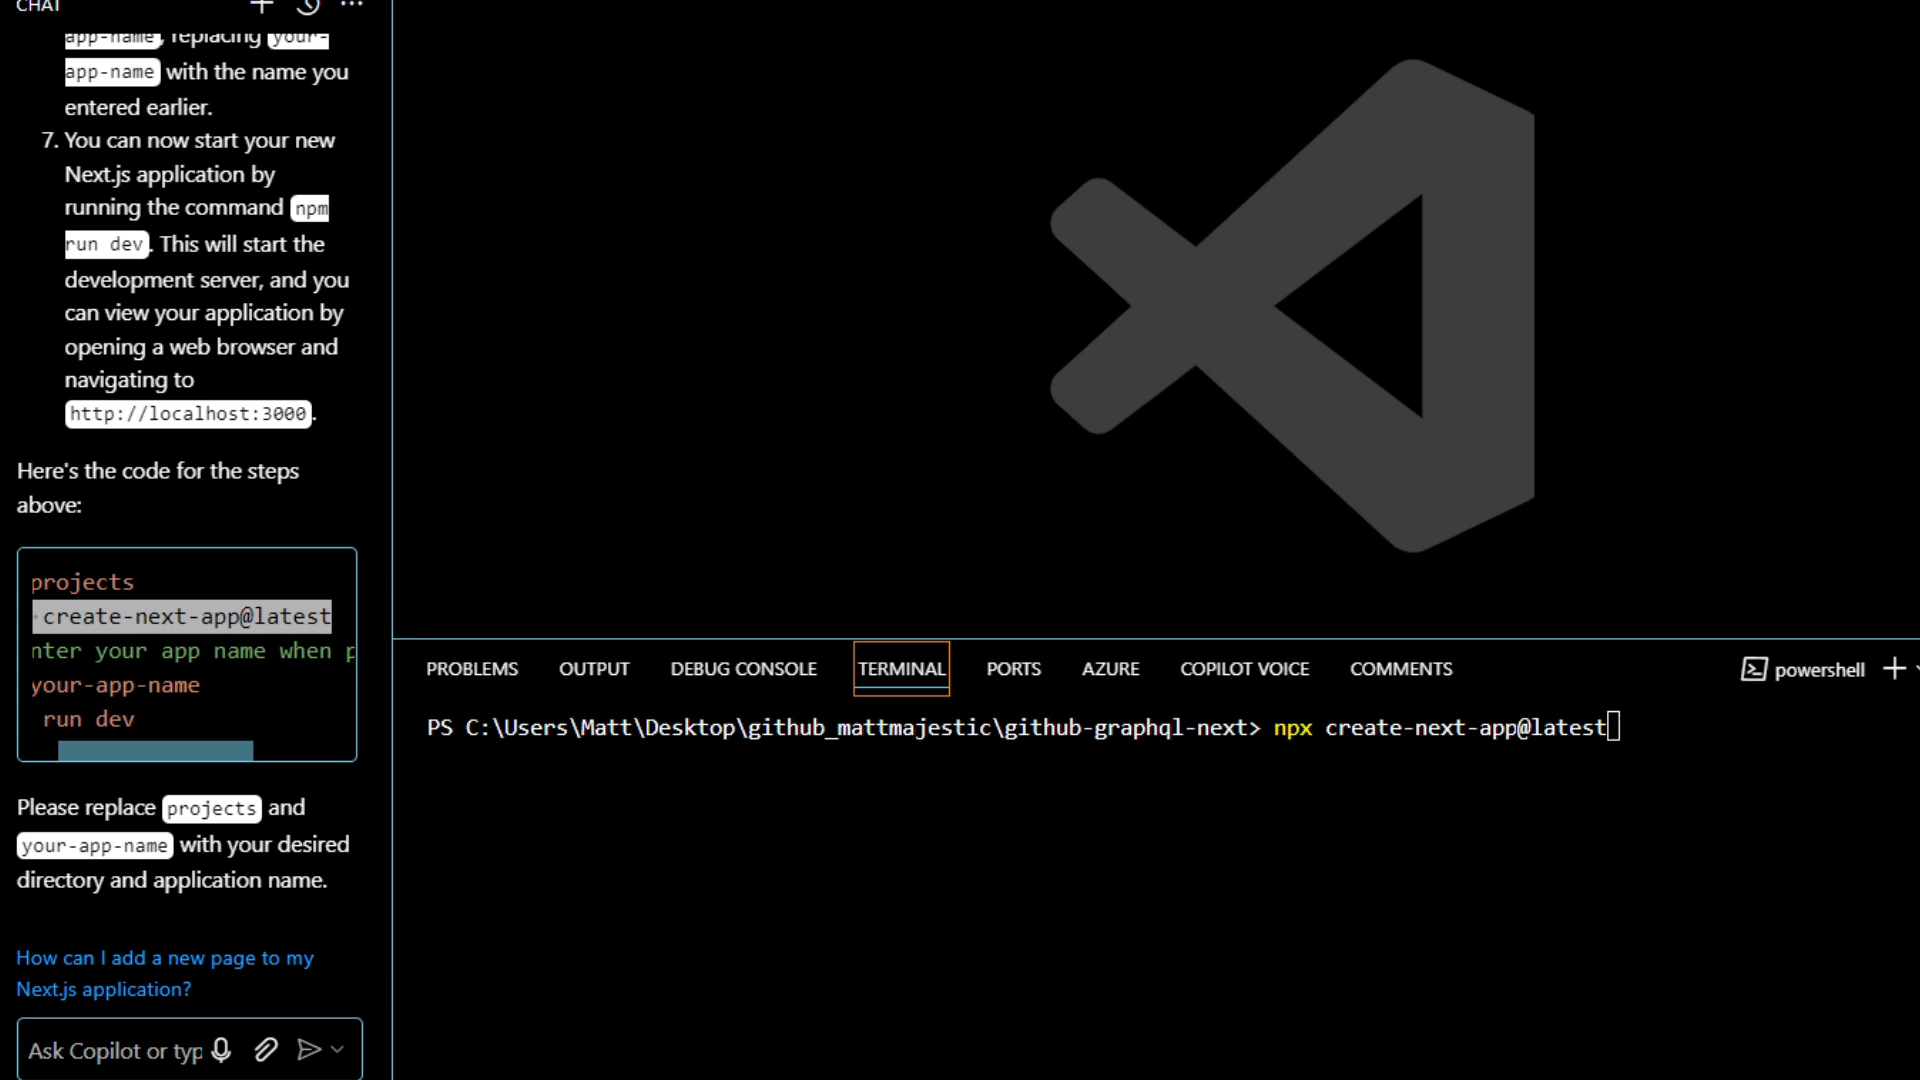 CHAT
app-name, replacing your-
app-name with the name you
entered earlier.
7. You can now start your new
Next.js application by
running the command npm
run dev. This will start the
development server, and you
can view your application by
opening a web browser and
navigating to
http://localhost:3000.
Here's the code for the steps
above:
projects
create-next-app@latest
nter your app name when p
your-app-name
run dev
Please replace projects and
your-app-name with your desired
directory and application name.
How can I add a new page to my
Next.js application?
Ask Copilot or typ
PROBLEMS OUTPUT DEBUG CONSOLE TERMINAL PORTS AZURE COPILOT VOICE COMMENTS powershell
PS C:\Users\Matt\Desktop\github_mattmajestic\github-graphql-next> npx create-next-app@latest